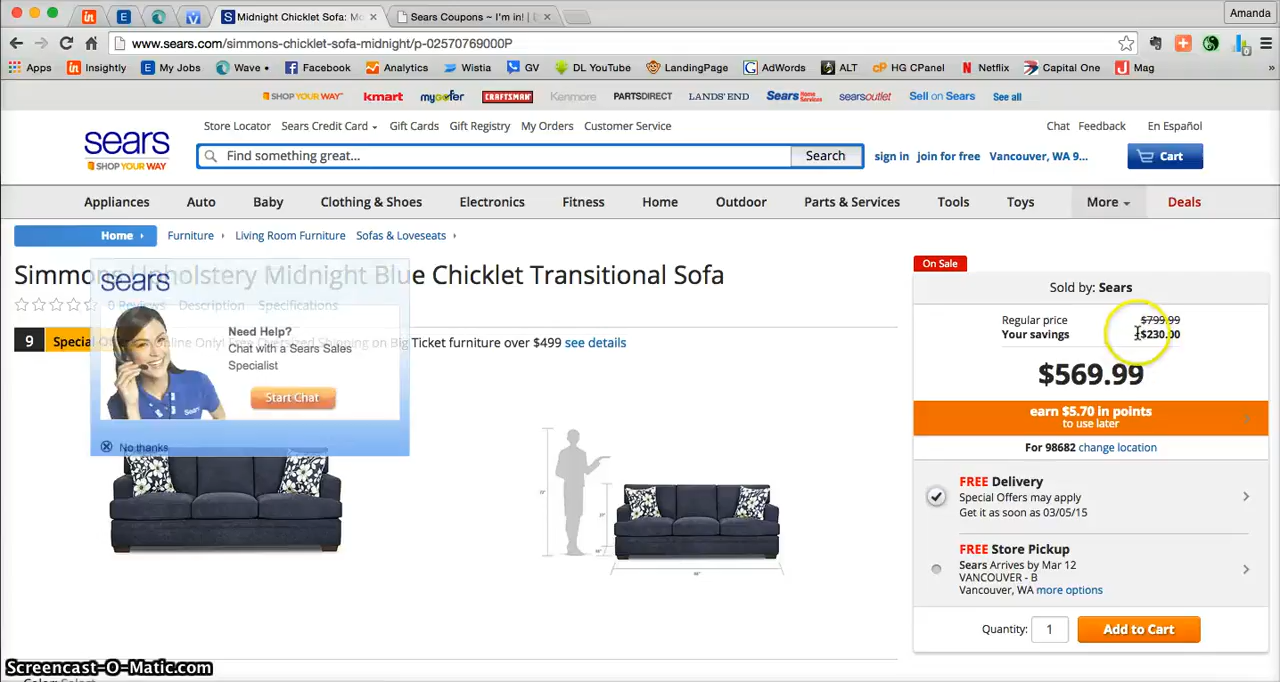 Midnight Chicklet Sofa: Mo
Sears Coupons ~ I'm in! |
Amanda
www.sears.com/simmons-chicklet-sofa-midnight/p-02570769000P
Apps Insightly My Jobs Wave Facebook Analytics Wistia GV DL YouTube LandingPage AdWords ALT HG CPanel Netflix Capital One Mag »
SHOP YOUR WAY kmart mygofer CRAFTSMAN Kenmore PARTSDIRECT LANDS' END Sears Home Services searsoutlet Sell on Sears See all
Store Locator Sears Credit Card Gift Cards Gift Registry My Orders Customer Service Chat Feedback En Español
sears
SHOP YOUR WAY
Find something great... Search sign in join for free Vancouver, WA 9... Cart
Appliances Auto Baby Clothing & Shoes Electronics Fitness Home Outdoor Parts & Services Tools Toys More Deals
Home Furniture Living Room Furniture Sofas & Loveseats
Simmons Upholstery Midnight Blue Chicklet Transitional Sofa
0 Reviews Description Specifications
9 Special Online Only! Free Oversized Shipping on Big Ticket furniture over $499 see details
sears
Need Help?
Chat with a Sears Sales
Specialist
Start Chat
No thanks
On Sale
Sold by: Sears
Regular price $799.99
Your savings $230.00
$569.99
earn $5.70 in points
to use later
For 98682 change location
FREE Delivery
Special Offers may apply
Get it as soon as 03/05/15
FREE Store Pickup
Sears Arrives by Mar 12
VANCOUVER - B
Vancouver, WA more options
Quantity: 1 Add to Cart
Screencast-O-Matic.com